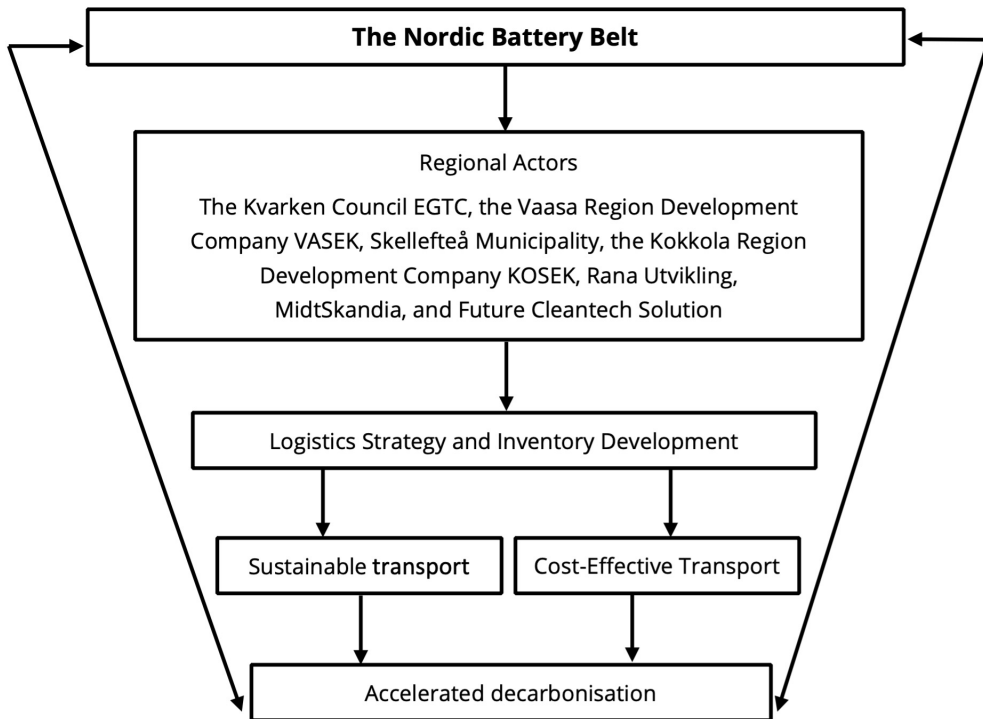 The Nordic Battery Belt
Regional Actors
The Kvarken Council EGTC, the Vaasa Region Development
Company VASEK, Skellefteå Municipality, the Kokkola Region
Development Company KOSEK, Rana Utvikling,
MidtSkandia, and Future Cleantech Solution
Logistics Strategy and Inventory Development
Sustainable transport
Cost-Effective Transport
Accelerated decarbonisation